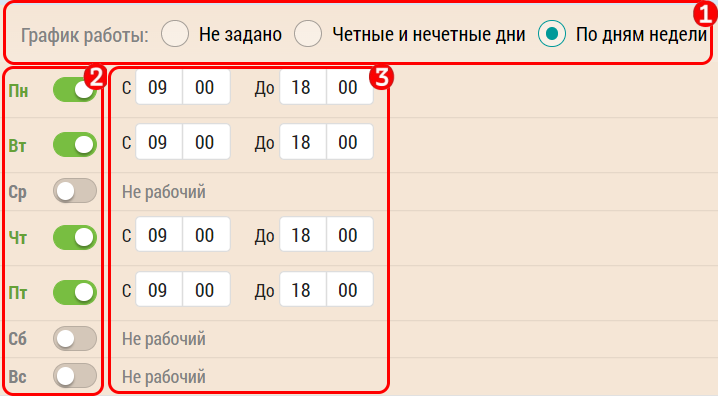 График работы: Не задано Четные и нечетные дни По дням недели 1
2 3
Пн С 09 00 До 18 00
Вт С 09 00 До 18 00
Ср Не рабочий
Чт С 09 00 До 18 00
Пт С 09 00 До 18 00
Сб Не рабочий
Вс Не рабочий